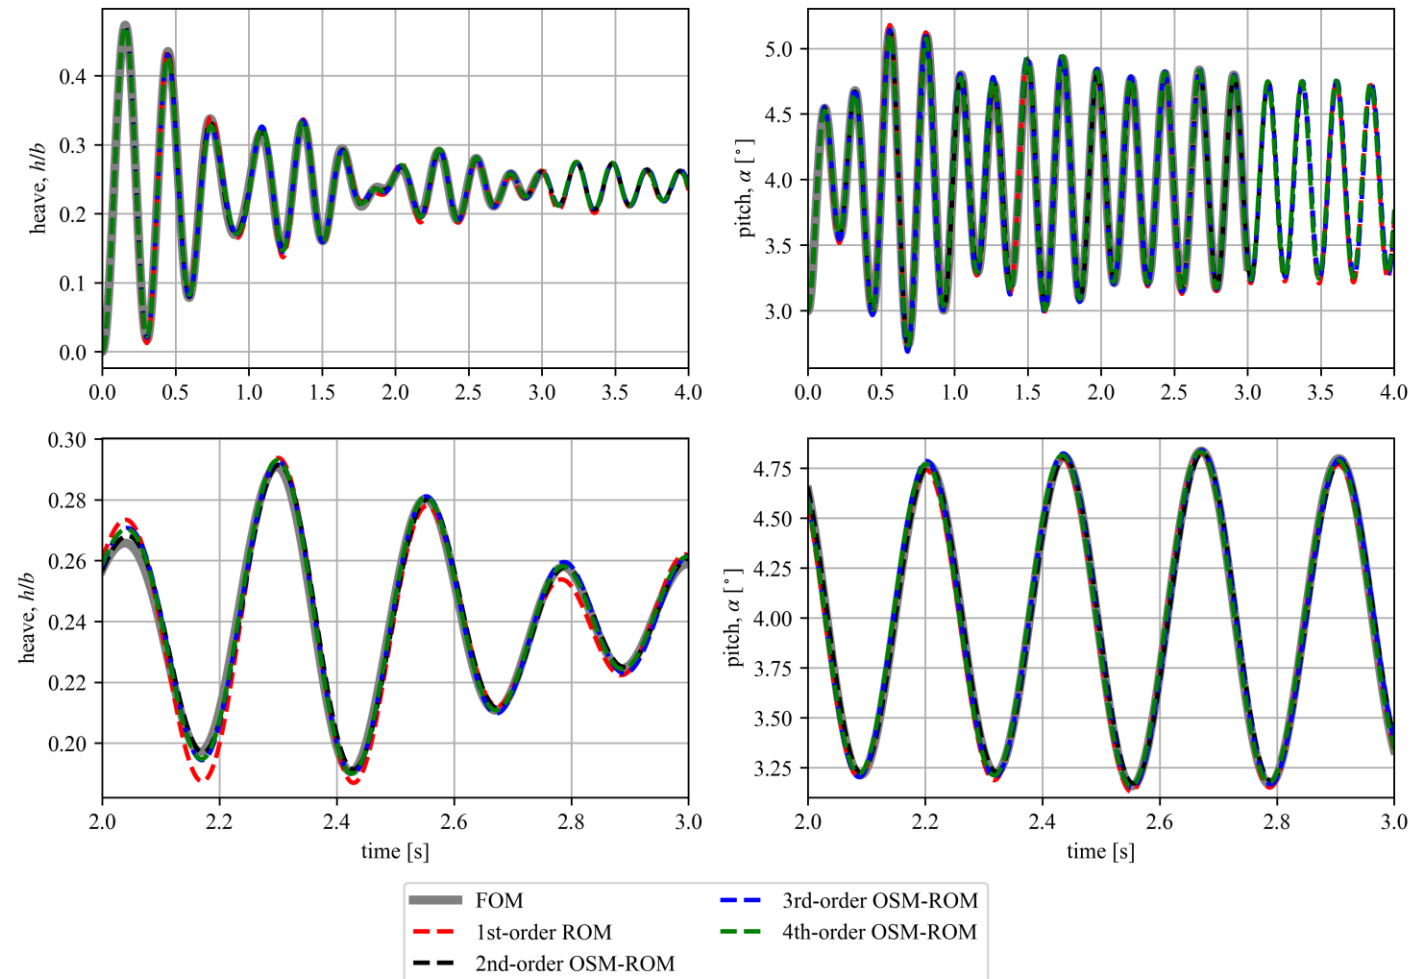 heave, h/b
0.4
0.3
0.2
0.1
0.0
0.0 0.5 1.0 1.5 2.0 2.5 3.0 3.5 4.0
pitch, α [°]
5.0
4.5
4.0
3.5
3.0
0.0 0.5 1.0 1.5 2.0 2.5 3.0 3.5 4.0
heave, h/b
0.30
0.28
0.26
0.24
0.22
0.20
2.0 2.2 2.4 2.6 2.8 3.0
time [s]
pitch, α [°]
4.75
4.50
4.25
4.00
3.75
3.50
3.25
2.0 2.2 2.4 2.6 2.8 3.0
time [s]
FOM
1st-order ROM
2nd-order OSM-ROM
3rd-order OSM-ROM
4th-order OSM-ROM